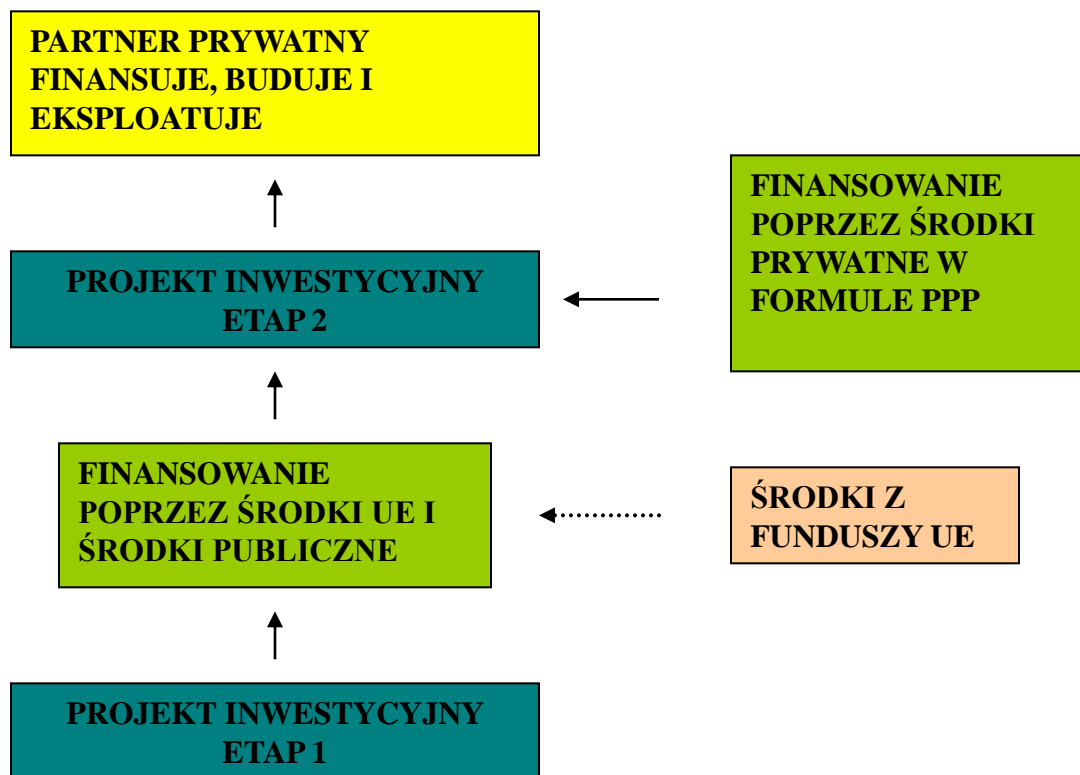 PARTNER PRYWATNY
FINANSUJE, BUDUJE I
EKSPLOATUJE
FINANSOWANIE
POPRZEZ ŚRODKI
PRYWATNE W
FORMULE PPP
PROJEKT INWESTYCYJNY
ETAP 2
FINANSOWANIE
POPRZEZ ŚRODKI UE I
ŚRODKI PUBLICZNE
ŚRODKI Z
FUNDUSZY UE
PROJEKT INWESTYCYJNY
ETAP 1